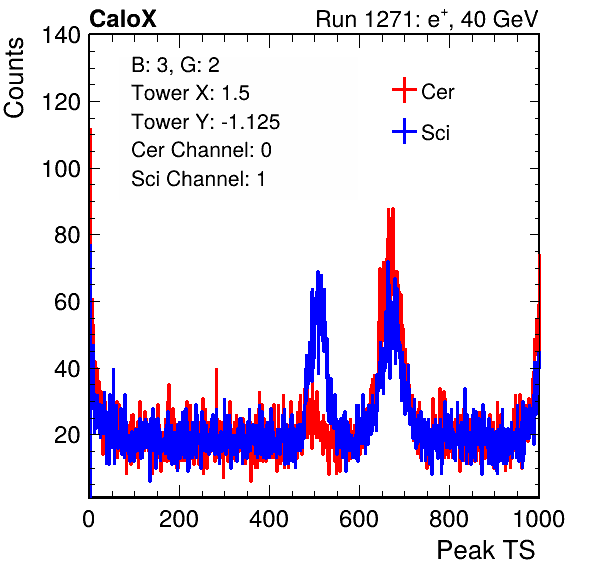 CaloX Run 1271: e⁺, 40 GeV
Counts
140
120
100
80
60
40
20
B: 3, G: 2
Tower X: 1.5
Tower Y: -1.125
Cer Channel: 0
Sci Channel: 1
Cer
Sci
0 200 400 600 800 1000
Peak TS